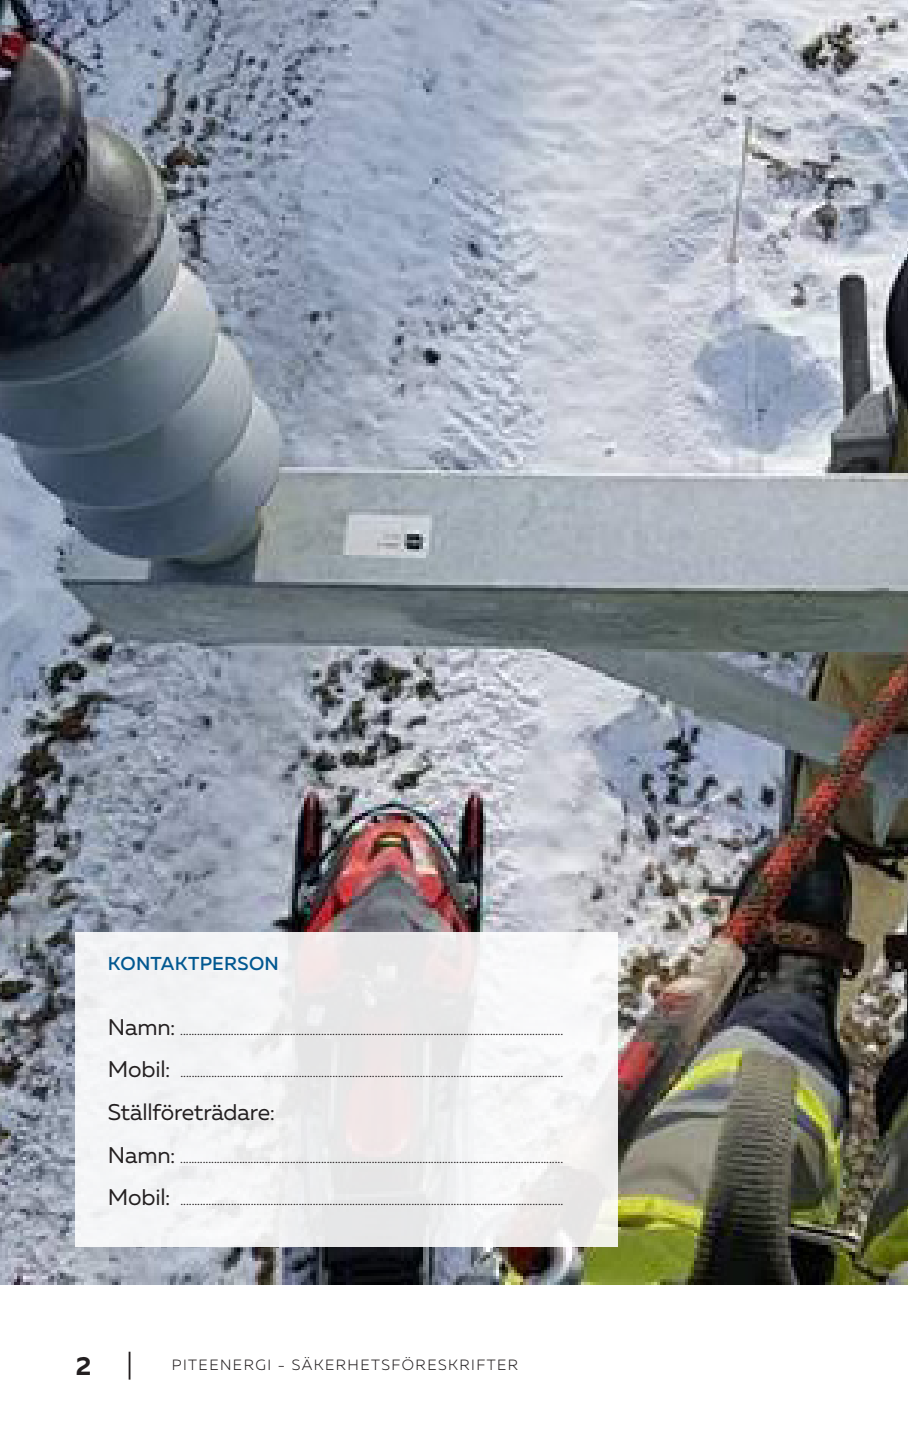 KONTAKTPERSON
Namn:
Mobil:
Ställföreträdare:
Namn:
Mobil:
2 | PITEENERGI - SÄKERHETSFÖRESKRIFTER